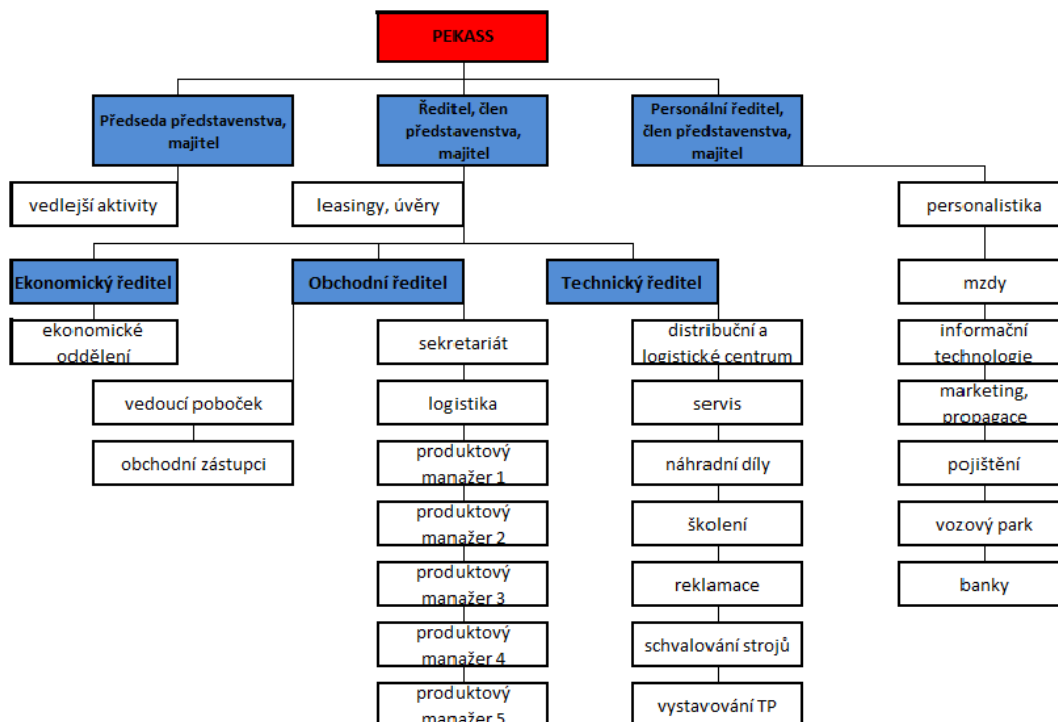 PEKASS
Předseda představenstva,
majitel
Ředitel, člen
představenstva,
majitel
Personální ředitel,
člen představenstva,
majitel
vedlejší aktivity
leasingy, úvěry
personalistika
Ekonomický ředitel
Obchodní ředitel
Technický ředitel
mzdy
ekonomické
oddělení
sekretariát
distribuční a
logistické centrum
informační
technologie
vedoucí poboček
logistika
servis
marketing,
propagace
obchodní zástupci
produktový
manažer 1
náhradní díly
pojištění
produktový
manažer 2
školení
vozový park
produktový
manažer 3
reklamace
banky
produktový
manažer 4
schvalování strojů
produktový
manažer 5
vystavování TP